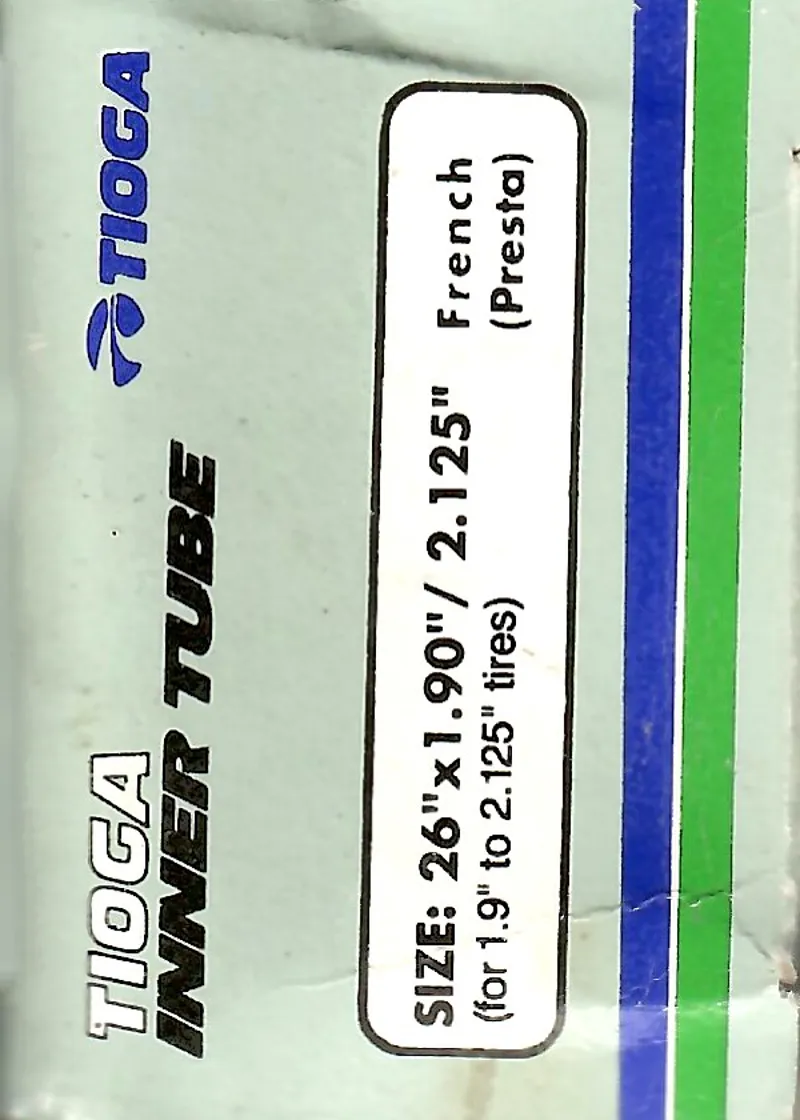 TIOGA
INNER TUBE
TIOGA
SIZE: 26"x1.90"/ 2.125"
(for 1.9" to 2.125" tires)
French
(Presta)